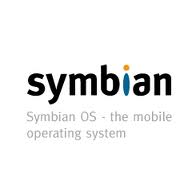 symbian
Symbian OS - the mobile
operating system